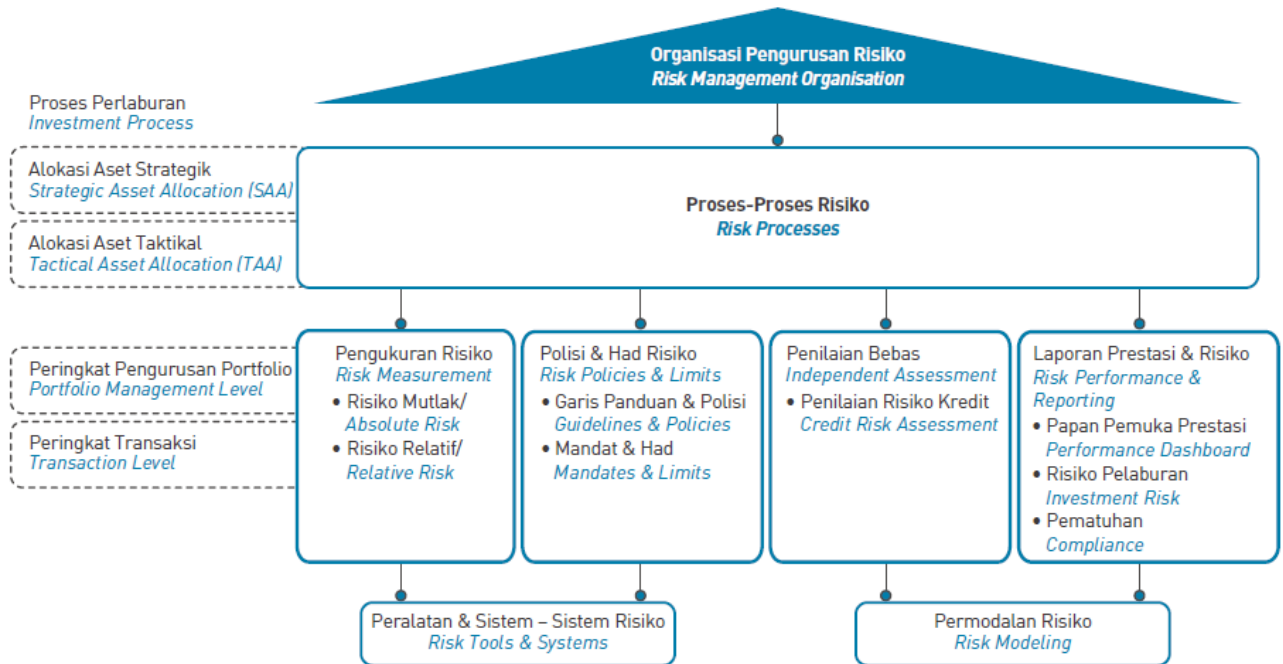 Organisasi Pengurusan Risiko
Risk Management Organisation
Proses Perlaburan
Investment Process
Alokasi Aset Strategik
Strategic Asset Allocation (SAA)
Alokasi Aset Taktikal
Tactical Asset Allocation (TAA)
Proses-Proses Risiko
Risk Processes
Peringkat Pengurusan Portfolio
Portfolio Management Level
Peringkat Transaksi
Transaction Level
Pengukuran Risiko
Risk Measurement
• Risiko Mutlak/
Absolute Risk
• Risiko Relatif/
Relative Risk
Polisi & Had Risiko
Risk Policies & Limits
• Garis Panduan & Polisi
Guidelines & Policies
• Mandat & Had
Mandates & Limits
Penilaian Bebas
Independent Assessment
• Penilaian Risiko Kredit
Credit Risk Assessment
Laporan Prestasi & Risiko
Risk Performance &
Reporting
• Papan Pemuka Prestasi
Performance Dashboard
• Risiko Pelaburan
Investment Risk
• Pematuhan
Compliance
Peralatan & Sistem – Sistem Risiko
Risk Tools & Systems
Permodalan Risiko
Risk Modeling